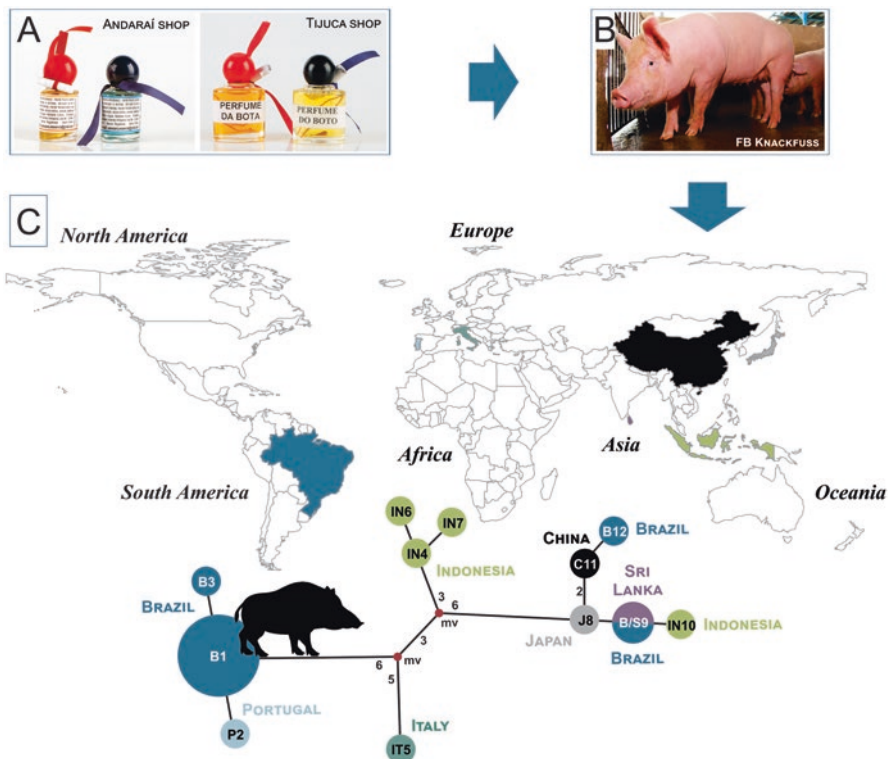 A
ANDARAÍ SHOP
TIJUCA SHOP
PERFUME
DA BOTA
PERFUME
DO BOTO
B
FB KNACKFUSS
C
North America
Europe
Asia
Africa
South America
Oceania
IN6
IN7
IN4
INDONESIA
CHINA
B12
BRAZIL
C11
SRI
LANKA
B3
BRAZIL
3
6
mv
2
J8
B/S9
IN10
INDONESIA
JAPAN
BRAZIL
B1
3
6
mv
5
PORTUGAL
P2
ITALY
IT5